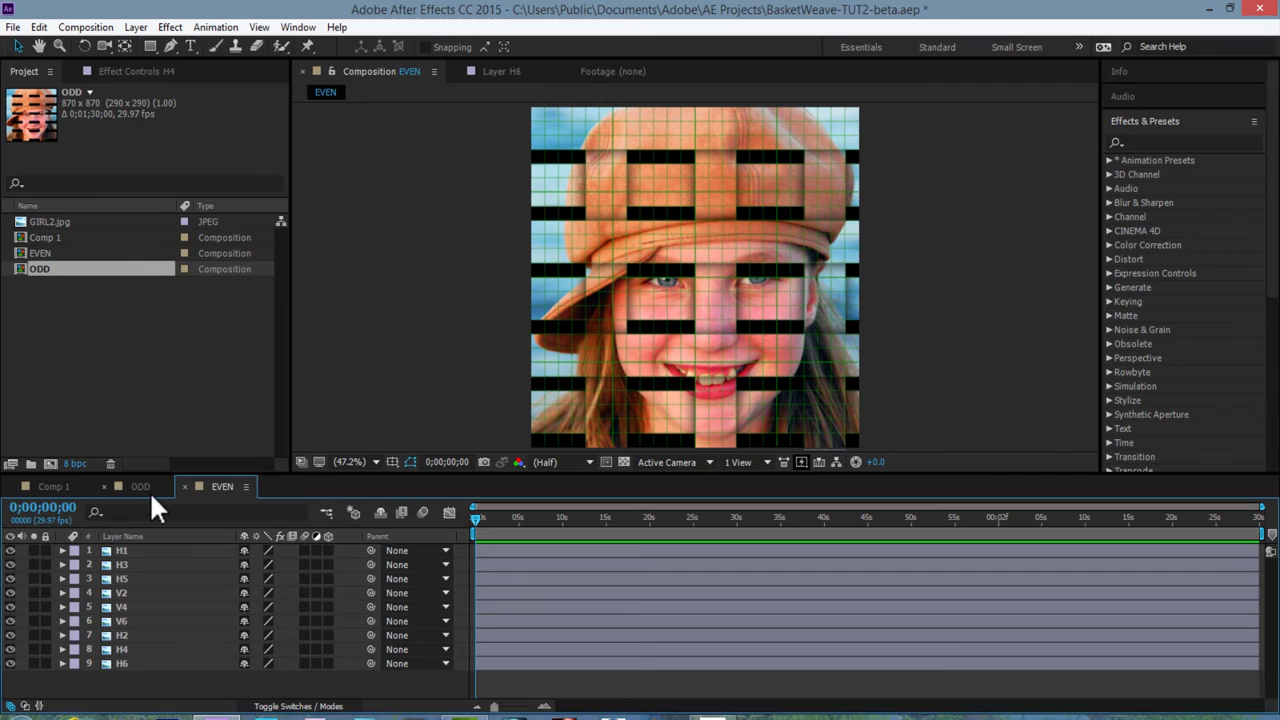 Adobe After Effects CC 2015 - C:\Users\Public\Documents\Adobe\AE Projects\BasketWeave-TUT2-beta.aep *
File Edit Composition Layer Effect Animation View Window Help
Snapping Essentials Standard Small Screen Search Help
Project Effect Controls H4 Composition EVEN Layer H6 Footage (none) Info
ODD
870 x 870 (290 x 290) (1.00)
Δ 0;01;30;00, 29.97 fps
EVEN
Audio
Effects & Presets
Name Type
GIRL2.jpg JPEG
Comp 1 Composition
EVEN Composition
ODD Composition
* Animation Presets
3D Channel
Audio
Blur & Sharpen
Channel
CINEMA 4D
Color Correction
Distort
Expression Controls
Generate
Keying
Matte
Noise & Grain
Obsolete
Perspective
Rowbyte
Simulation
Stylize
Synthetic Aperture
Text
Time
Transition
8 bpc (47.2%) 0;00;00;00 (Half) Active Camera 1 View +0.0
Comp 1 ODD EVEN
0;00;00;00
00000 (29.97 fps)
05s 10s 15s 20s 25s 00:02f 05s 10s 15s 20s 25s 30s
Layer Name Parent
1 H1 None
2 H3 None
3 H5 None
4 V2 None
5 V4 None
6 V6 None
7 H2 None
8 H4 None
9 H6 None
Toggle Switches / Modes